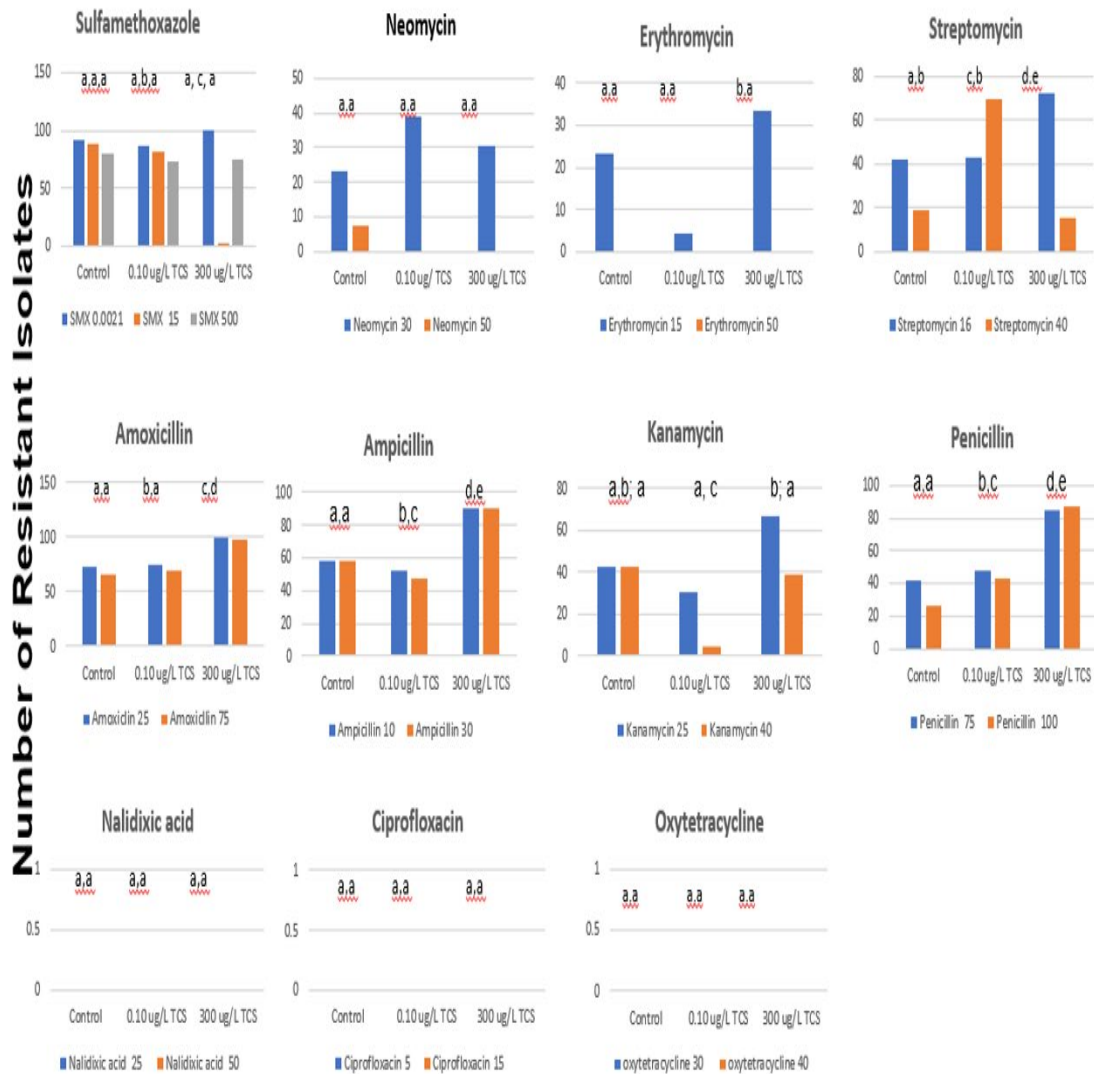 Number of Resistant Isolates
Sulfamethoxazole
150
100
50
0
a,a,a a,b,a a, c, a
Control 0.10 ug/L TCS 300 ug/L TCS
SMX 0.0021 SMX 15 SMX 500
Neomycin
50
40
30
20
10
0
a,a a,a a,a
Control 0.10 ug/ TCS 300 ug/L TCS
Neomycin 30 Neomycin 50
Erythromycin
40
30
20
10
0
a,a a,a b,a
Control 0.10 ug/L TCS 300 ug/L TCS
Erythromycin 15 Erythromycin 50
Streptomycin
80
60
40
20
0
a,b c,b d,e
Control 0.10 ug/L TCS 300 ug/L TCS
Streptomycin 16 Streptomycin 40
Amoxicillin
150
100
50
0
a,a b,a c,d
Control 0.10 ug/L TCS 300 ug/L TCS
Amoxiclin 25 Amoxicllin 75
Ampicillin
100
80
60
40
20
0
a,a b,c d,e
Control 0.10 ug/L TCS 300 ug/L TCS
Ampicillin 10 Ampicillin 30
Kanamycin
80
60
40
20
0
a,b; a a, c b; a
Control 0.10 ug/L TCS 300 ug/L TCS
Kanamycin 25 Kanamycin 40
Penicillin
100
80
60
40
20
0
a,a b,c d,e
Control 0.10 ug/L TCS 300 ug/L TCS
Penicillin 75 Penicillin 100
Nalidixic acid
1
0.5
0
a,a a,a a,a
Control 0.10 ug/L TCS 300 ug/L TCS
Nalidixic acid 25 Nalidixic acid 50
Ciprofloxacin
1
0.5
0
a,a a,a a,a
Control 0.10 ug/L TCS 300 ug/L TCS
Ciprofloxacin 5 Ciprofloxacin 15
Oxytetracycline
1
0.5
0
a,a a,a a,a
Control 0.10 ug/L TCS 300 ug/L TCS
oxytetracycline 30 oxytetracycline 40